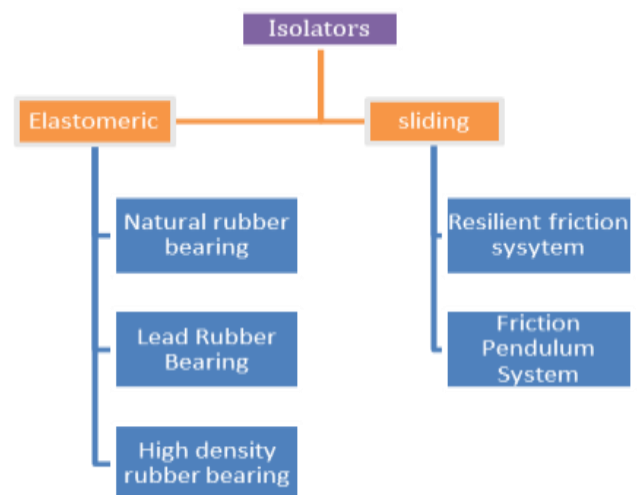 Isolators
Elastomeric
sliding
Natural rubber
bearing
Lead Rubber
Bearing
High density
rubber bearing
Resilient friction
sysytem
Friction
Pendulum
System